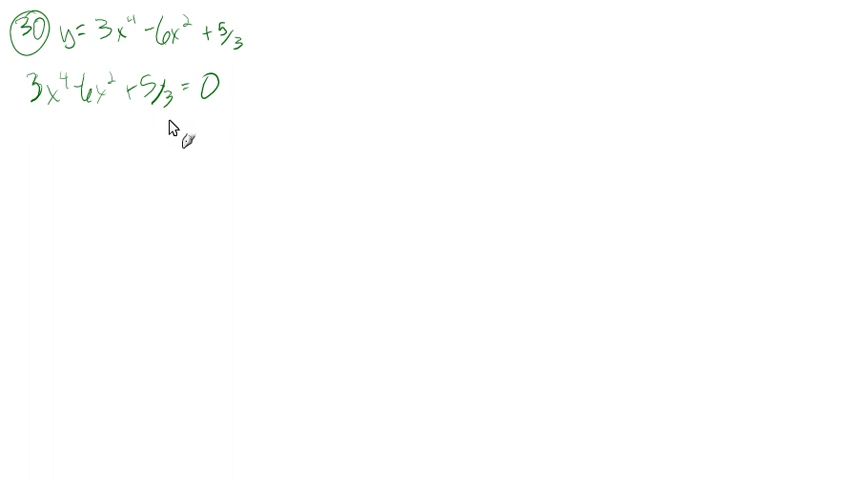 30 y = 3x⁴ - 6x² + 5/3
3x⁴ - 6x² + 5/3 = 0